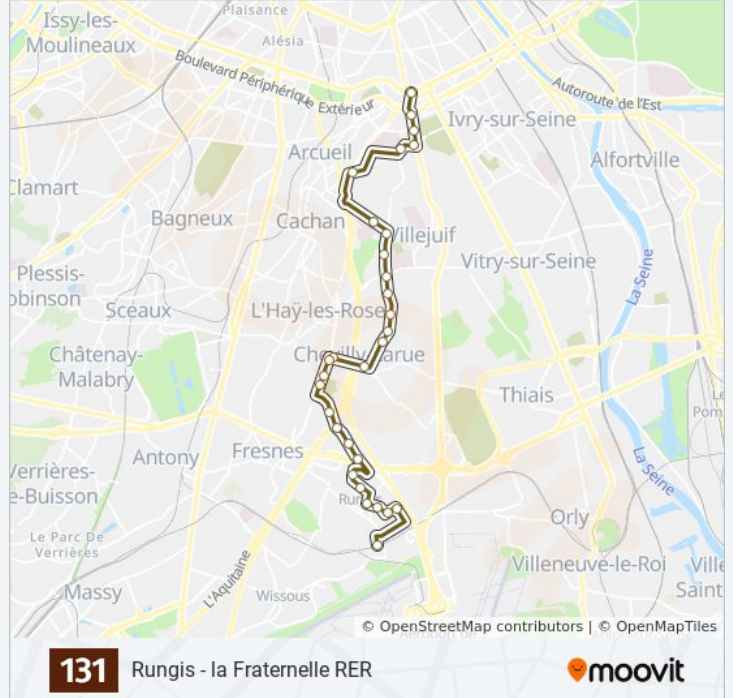 Plaisance
Issy-les-
Moulineaux
Alésia
Boulevard Périphérique Extérieur
Autoroute de l'Est
Ivry-sur-Seine
Arcueil
Alfortville
Clamart
Bagneux
Cachan
Villejuif
Vitry-sur-Seine
La Seine
Plessis-
Robinson
Sceaux
L'Haÿ-les-Roses
Châtenay-
Malabry
Chevilly-Larue
Thiais
Antony
Fresnes
La Seine
Verrières-
le-Buisson
Rungis
Orly
Le Parc De
Verrières
Villeneuve-le-Roi
L'Aquitaine
Massy
Wissous
© OpenStreetMap contributors | © OpenMapTiles
131 Rungis - la Fraternelle RER moovit